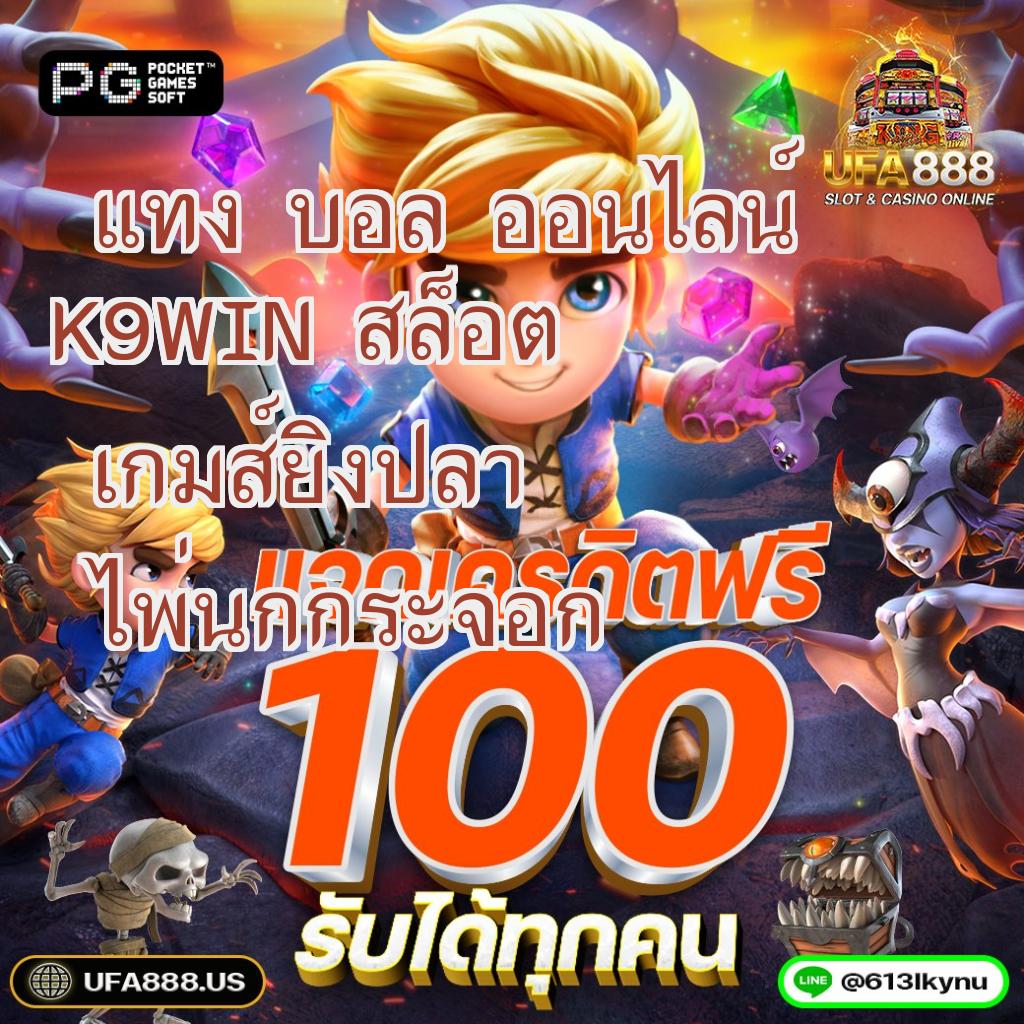 PG POCKET GAMES SOFT™
UFA888
SLOT & CASINO ONLINE
แทง บอล ออนไลน์
K9WIN สล็อต
เกมส์ยิงปลา
ไพ่นกกระจอก
แจกเครดิตฟรี
100
รับได้ทุกคน
UFA888.US
LINE @613lkynu